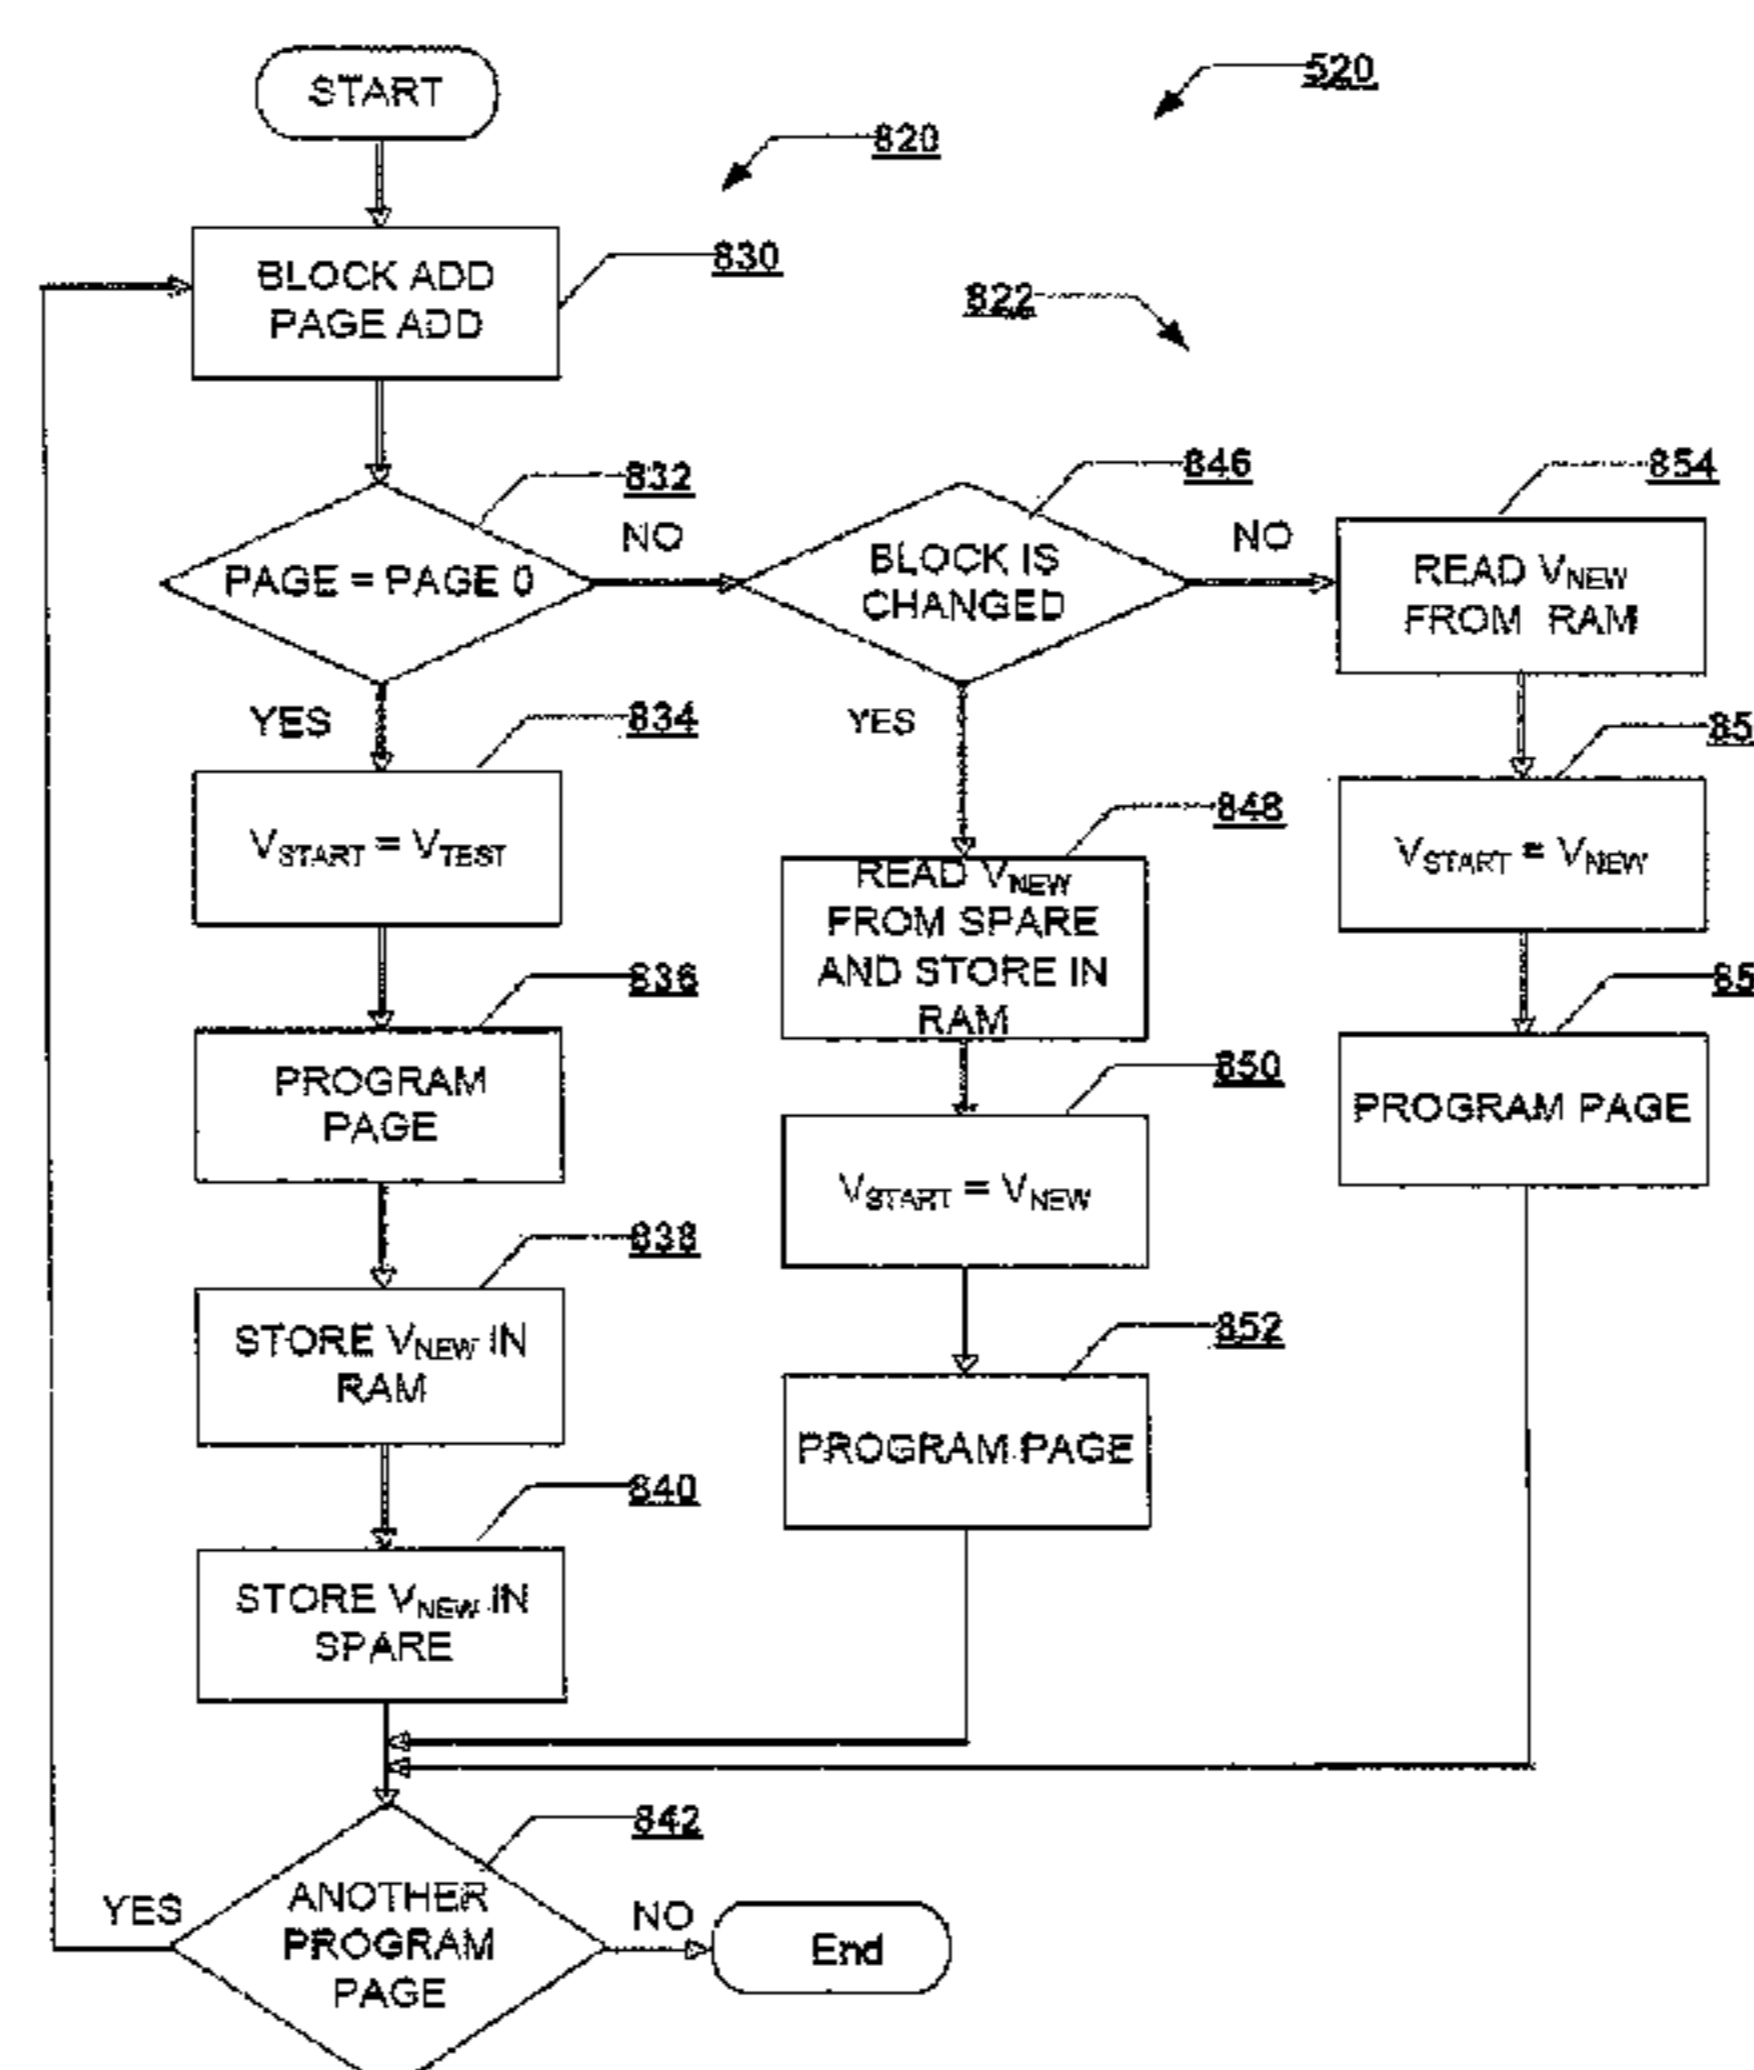 START
520
820
BLOCK ADD
PAGE ADD
830
822
832
846
854
PAGE = PAGE 0
NO
BLOCK IS
CHANGED
NO
READ VNEW
FROM RAM
YES
834
YES
85
VSTART = VTEST
848
VSTART = VNEW
READ VNEW
FROM SPARE
AND STORE IN
RAM
836
85
PROGRAM
PAGE
850
PROGRAM PAGE
VSTART = VNEW
838
STORE VNEW IN
RAM
852
PROGRAM PAGE
840
STORE VNEW IN
SPARE
842
YES
ANOTHER
PROGRAM
PAGE
NO
End